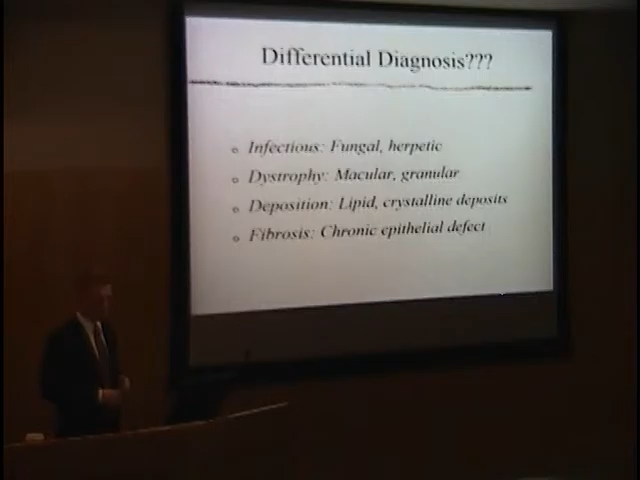 Differential Diagnosis???
Infectious: Fungal, herpetic
Dystrophy: Macular, granular
Deposition: Lipid, crystalline deposits
Fibrosis: Chronic epithelial defect